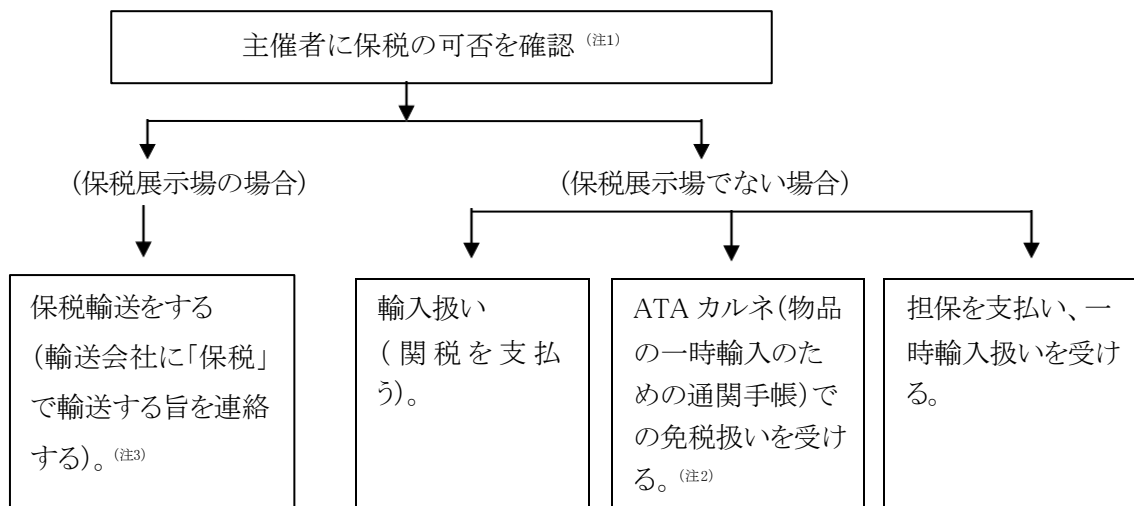 主催者に保税の可否を確認 (注1)
(保税展示場の場合)
(保税展示場でない場合)
保税輸送をする
(輸送会社に「保税」
で輸送する旨を連絡
する)。(注3)
輸入扱い
(関税を支払
う)。
ATA カルネ(物品
の一時輸入のた
めの通関手帳)で
の免税扱いを受け
る。(注2)
担保を支払い、一
時輸入扱いを受け
る。